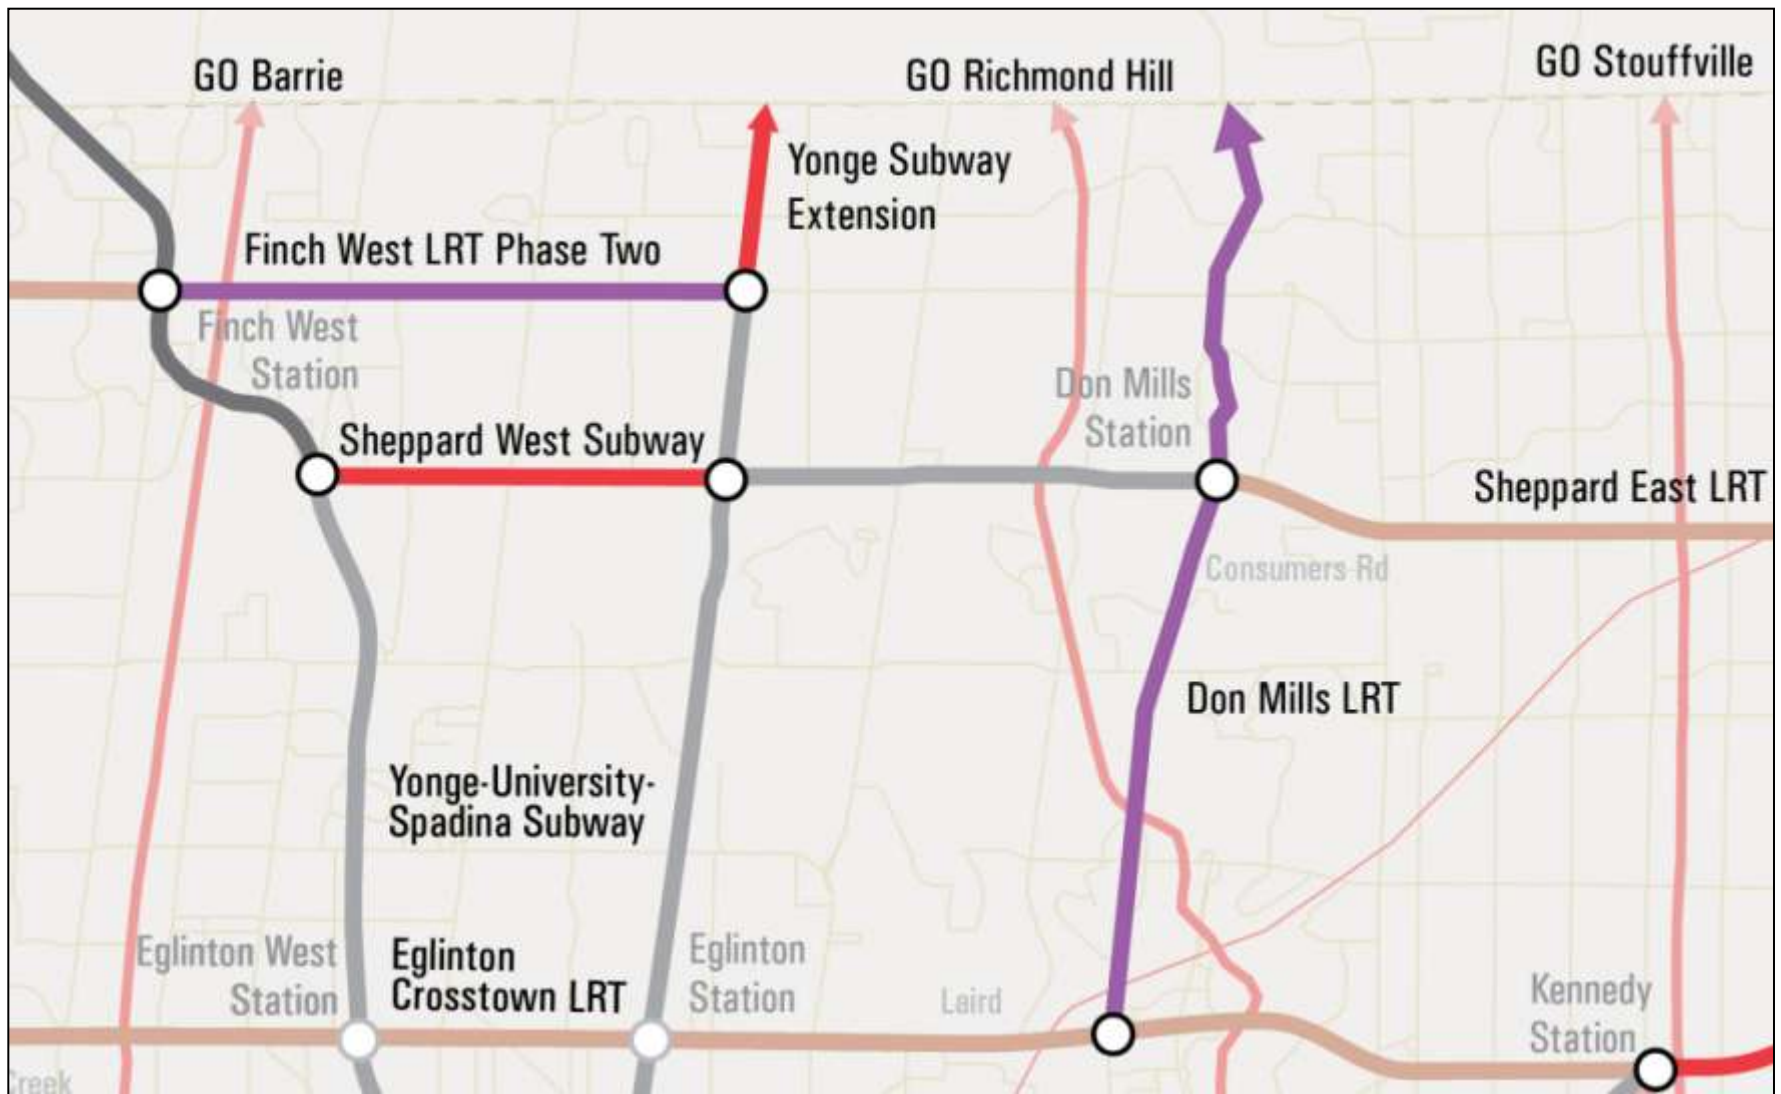 GO Barrie
GO Richmond Hill
GO Stouffville
Yonge Subway
Extension
Finch West LRT Phase Two
Finch West
Station
Don Mills
Station
Sheppard West Subway
Sheppard East LRT
Consumers Rd
Don Mills LRT
Yonge-University-
Spadina Subway
Eglinton West
Station
Eglinton
Crosstown LRT
Eglinton
Station
Laird
Kennedy
Station
Creek